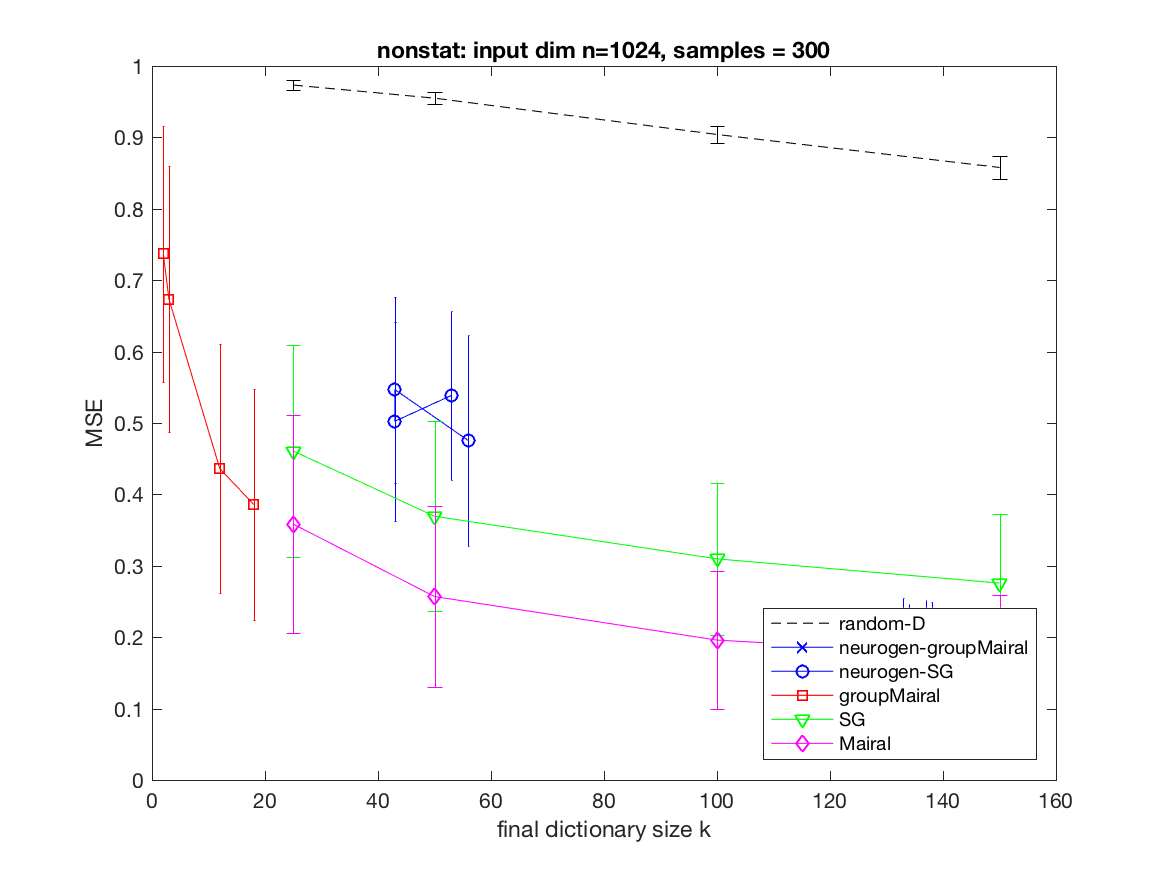 nonstat: input dim n=1024, samples = 300
1
0.9
0.8
0.7
0.6
0.5
0.4
0.3
0.2
0.1
0
MSE
random-D
neurogen-groupMairal
neurogen-SG
groupMairal
SG
Mairal
0 20 40 60 80 100 120 140 160
final dictionary size k